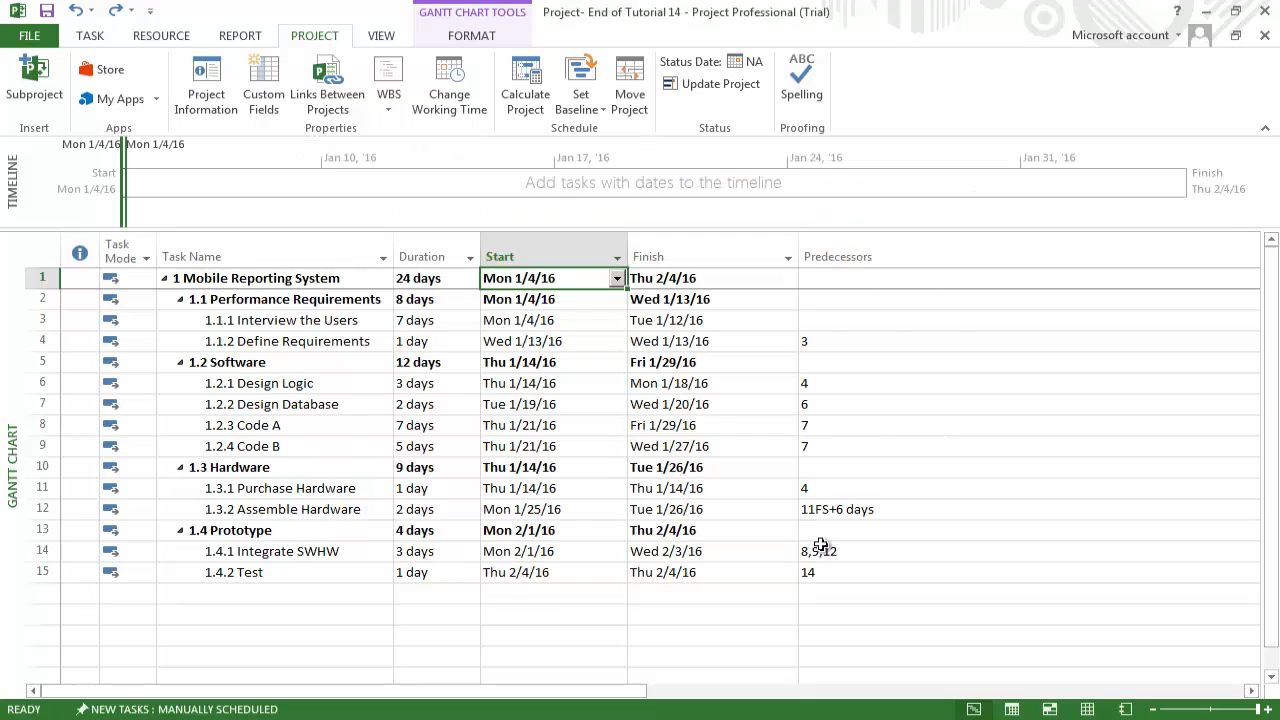 GANTT CHART TOOLS
Project- End of Tutorial 14 - Project Professional (Trial)
FILE TASK RESOURCE REPORT PROJECT VIEW FORMAT
Microsoft account
Subproject
Insert
Store
My Apps
Apps
Project Information
Custom Fields
Links Between Projects
WBS
Change Working Time
Properties
Calculate Project
Set Baseline
Move Project
Schedule
Status Date: NA
Update Project
Status
ABC
Spelling
Proofing
TIMELINE
Mon 1/4/16 Mon 1/4/16
Jan 10, '16 Jan 17, '16 Jan 24, '16 Jan 31, '16
Start
Mon 1/4/16
Add tasks with dates to the timeline
Finish
Thu 2/4/16
GANTT CHART
Task Mode Task Name Duration Start Finish Predecessors
1 1 Mobile Reporting System 24 days Mon 1/4/16 Thu 2/4/16
2 1.1 Performance Requirements 8 days Mon 1/4/16 Wed 1/13/16
3 1.1.1 Interview the Users 7 days Mon 1/4/16 Tue 1/12/16
4 1.1.2 Define Requirements 1 day Wed 1/13/16 Wed 1/13/16 3
5 1.2 Software 12 days Thu 1/14/16 Fri 1/29/16
6 1.2.1 Design Logic 3 days Thu 1/14/16 Mon 1/18/16 4
7 1.2.2 Design Database 2 days Tue 1/19/16 Wed 1/20/16 6
8 1.2.3 Code A 7 days Thu 1/21/16 Fri 1/29/16 7
9 1.2.4 Code B 5 days Thu 1/21/16 Wed 1/27/16 7
10 1.3 Hardware 9 days Thu 1/14/16 Tue 1/26/16
11 1.3.1 Purchase Hardware 1 day Thu 1/14/16 Thu 1/14/16 4
12 1.3.2 Assemble Hardware 2 days Mon 1/25/16 Tue 1/26/16 11FS+6 days
13 1.4 Prototype 4 days Mon 2/1/16 Thu 2/4/16
14 1.4.1 Integrate SWHW 3 days Mon 2/1/16 Wed 2/3/16 8,9,12
15 1.4.2 Test 1 day Thu 2/4/16 Thu 2/4/16 14
READY NEW TASKS : MANUALLY SCHEDULED